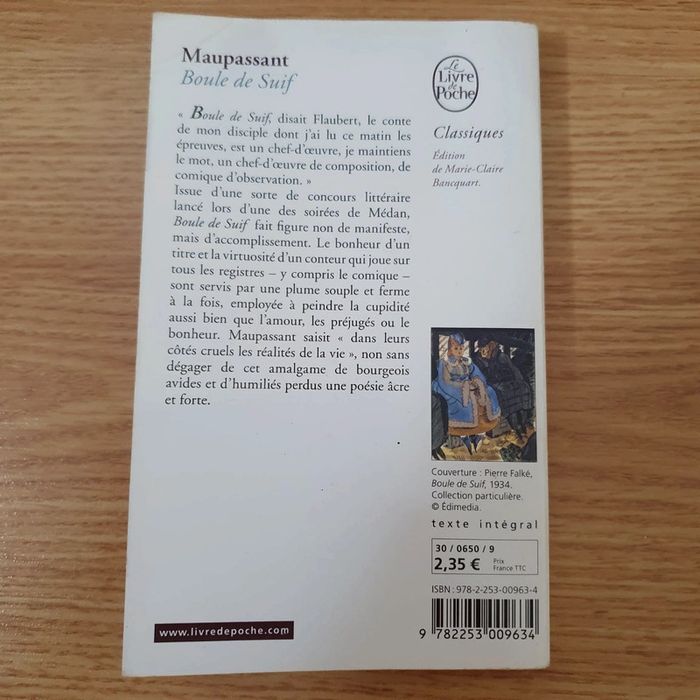 Maupassant
Boule de Suif
« Boule de Suif, disait Flaubert, le conte
de mon disciple dont j'ai lu ce matin les
épreuves, est un chef-d'œuvre, je maintiens
le mot, un chef-d'œuvre de composition, de
comique d'observation. »
Issue d'une sorte de concours littéraire
lancé lors d'une des soirées de Médan,
Boule de Suif fait figure non de manifeste,
mais d'accomplissement. Le bonheur d'un
titre et la virtuosité d'un conteur qui joue sur
tous les registres – y compris le comique –
sont servis par une plume souple et ferme
à la fois, employée à peindre la cupidité
aussi bien que l'amour, les préjugés ou le
bonheur. Maupassant saisit « dans leurs
côtés cruels les réalités de la vie », non sans
dégager de cet amalgame de bourgeois
avides et d'humiliés perdus une poésie âcre
et forte.
Le
Livre
de
Poche
Classiques
Édition
de Marie-Claire
Bancquart.
Couverture : Pierre Falké,
Boule de Suif, 1934.
Collection particulière.
© Édimedia.
texte intégral
30 / 0650 / 9
2,35 € Prix
France TTC
ISBN : 978-2-253-00963-4
9 782253 009634
www.livredepoche.com